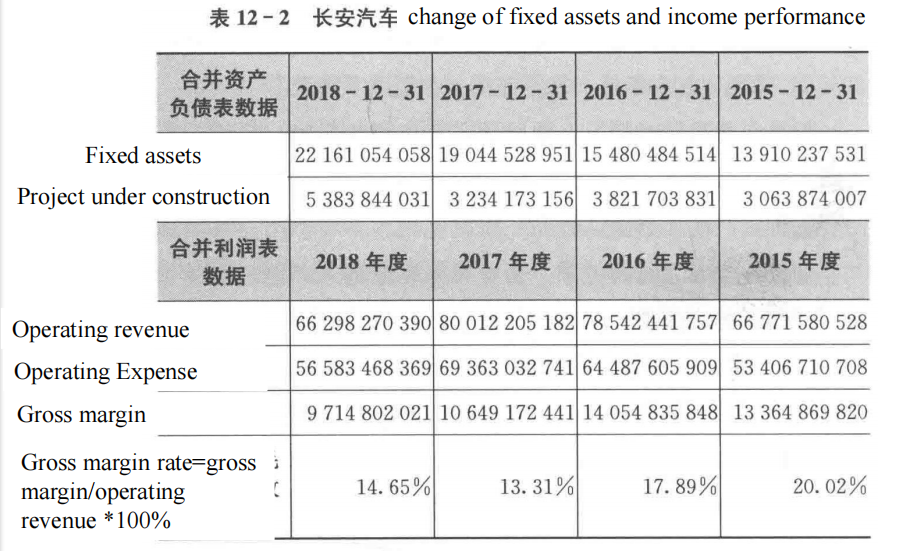 表 12-2 长安汽车 change of fixed assets and income performance
合并资产负债表数据 2018-12-31 2017-12-31 2016-12-31 2015-12-31
Fixed assets 22 161 054 058 19 044 528 951 15 480 484 514 13 910 237 531
Project under construction 5 383 844 031 3 234 173 156 3 821 703 831 3 063 874 007
合并利润表数据 2018 年度 2017 年度 2016 年度 2015 年度
Operating revenue 66 298 270 390 80 012 205 182 78 542 441 757 66 771 580 528
Operating Expense 56 583 468 369 69 363 032 741 64 487 605 909 53 406 710 708
Gross margin 9 714 802 021 10 649 172 441 14 054 835 848 13 364 869 820
Gross margin rate=gross
margin/operating 14.65% 13.31% 17.89% 20.02%
revenue *100%